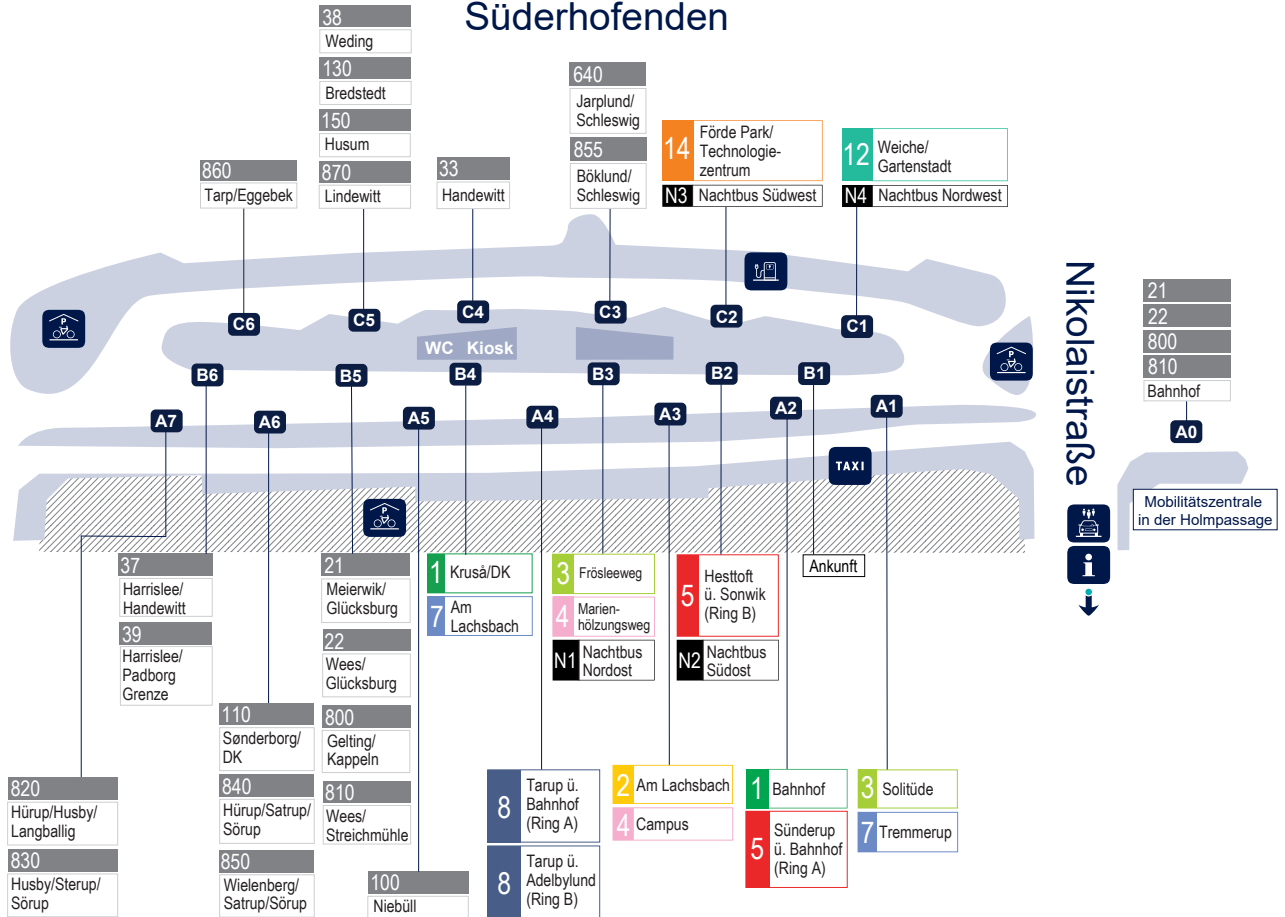 Süderhofenden
38
Weding
130
Bredstedt
150
Husum
870
Lindewitt
860
Tarp/Eggebek
33
Handewitt
640
Jarplund/
Schleswig
855
Böklund/
Schleswig
14
Förde Park/
Technologie-
zentrum
N3 Nachtbus Südwest
12
Weiche/
Gartenstadt
N4 Nachtbus Nordwest
Nikolaistraße
21
22
800
810
Bahnhof
A0
Mobilitätszentrale
in der Holmpassage
i
P
P
C6
C5
C4
C3
C2
C1
WC Kiosk
B6
B5
B4
B3
B2
B1
A7
A6
A5
A4
A3
A2
A1
TAXI
P
37
Harrislee/
Handewitt
39
Harrislee/
Padborg
Grenze
21
Meierwik/
Glücksburg
22
Wees/
Glücksburg
800
Gelting/
Kappeln
810
Wees/
Streichmühle
1 Kruså/DK
7 Am
Lachsbach
3 Frösleeweg
4 Marien-
hölzungsweg
N1 Nachtbus
Nordost
5 Hesttoft
ü. Sonwik
(Ring B)
N2 Nachtbus
Südost
Ankunft
820
Hürup/Husby/
Langballig
830
Husby/Sterup/
Sörup
110
Sønderborg/
DK
840
Hürup/Satrup/
Sörup
850
Wielenberg/
Satrup/Sörup
100
Niebüll
8 Tarup ü.
Bahnhof
(Ring A)
8 Tarup ü.
Adelbylund
(Ring B)
2 Am Lachsbach
4 Campus
1 Bahnhof
5 Sünderup
ü. Bahnhof
(Ring A)
3 Solitüde
7 Tremmerup